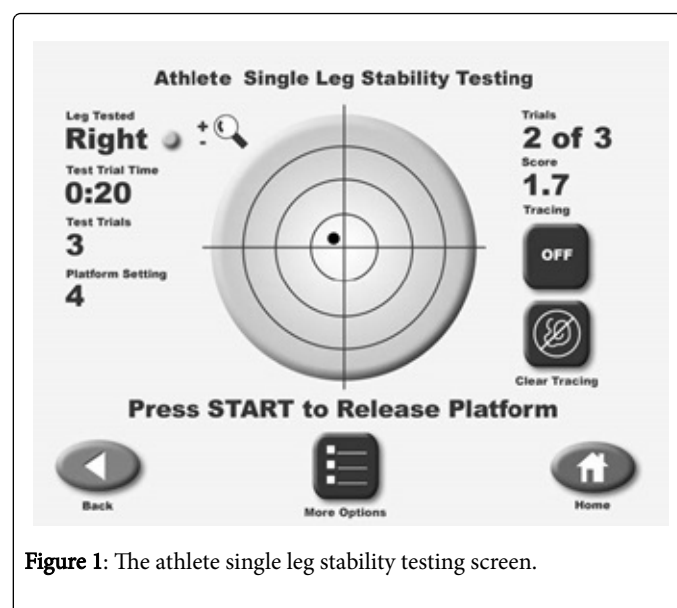 Athlete Single Leg Stability Testing
Leg Tested
Right
+
-
Test Trial Time
0:20
Test Trials
3
Platform Setting
4
Trials
2 of 3
Score
1.7
Tracing
OFF
Clear Tracing
Press START to Release Platform
Back
More Options
Home
Figure 1: The athlete single leg stability testing screen.